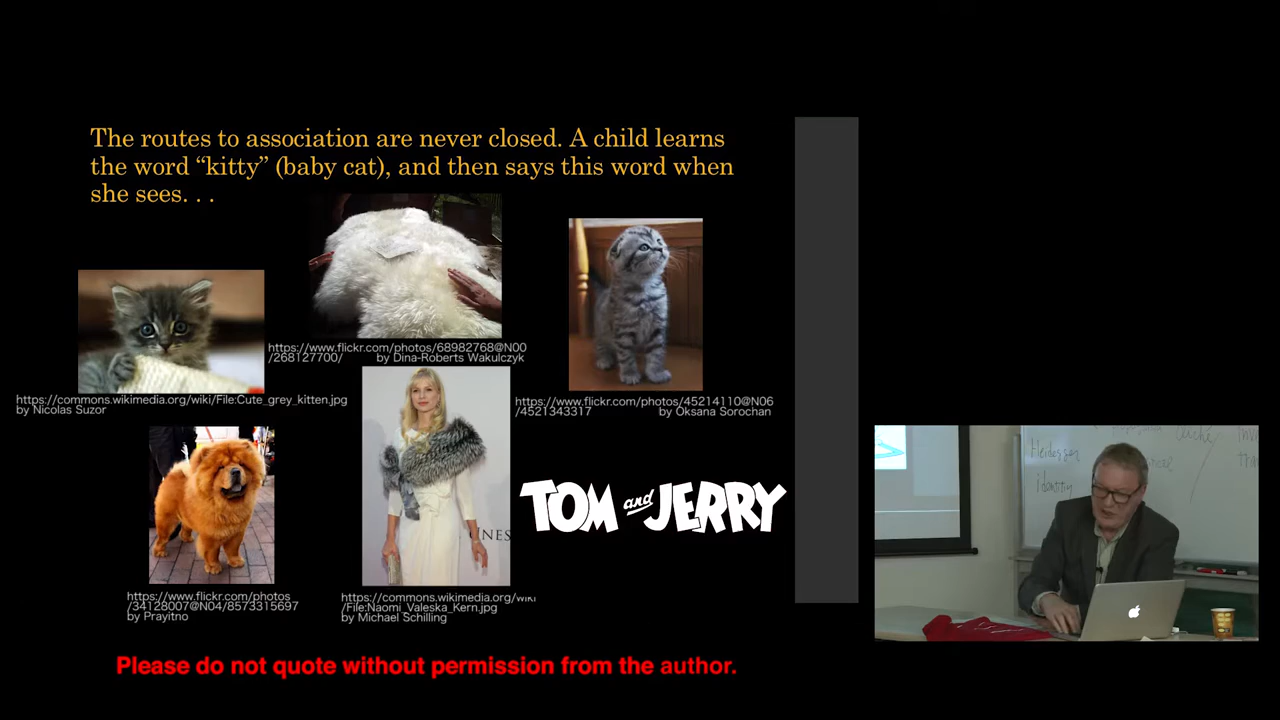 The routes to association are never closed. A child learns
the word “kitty” (baby cat), and then says this word when
she sees. . .
https://www.flickr.com/photos/68982768@N00
/268127700/ by Dina-Roberts Wakulczyk
https://commons.wikimedia.org/wiki/File:Cute_grey_kitten.jpg
by Nicolas Suzor
https://www.flickr.com/photos/45214110@N06
/4521343317 by Oksana Sorochan
TOM and JERRY
NES
https://www.flickr.com/photos
/34128007@N04/8573315697
by Prayitno
https://commons.wikimedia.org/wiki
/File:Naomi_Valeska_Kern.jpg
by Michael Schilling
Please do not quote without permission from the author.
Heidegger
identity
cliché